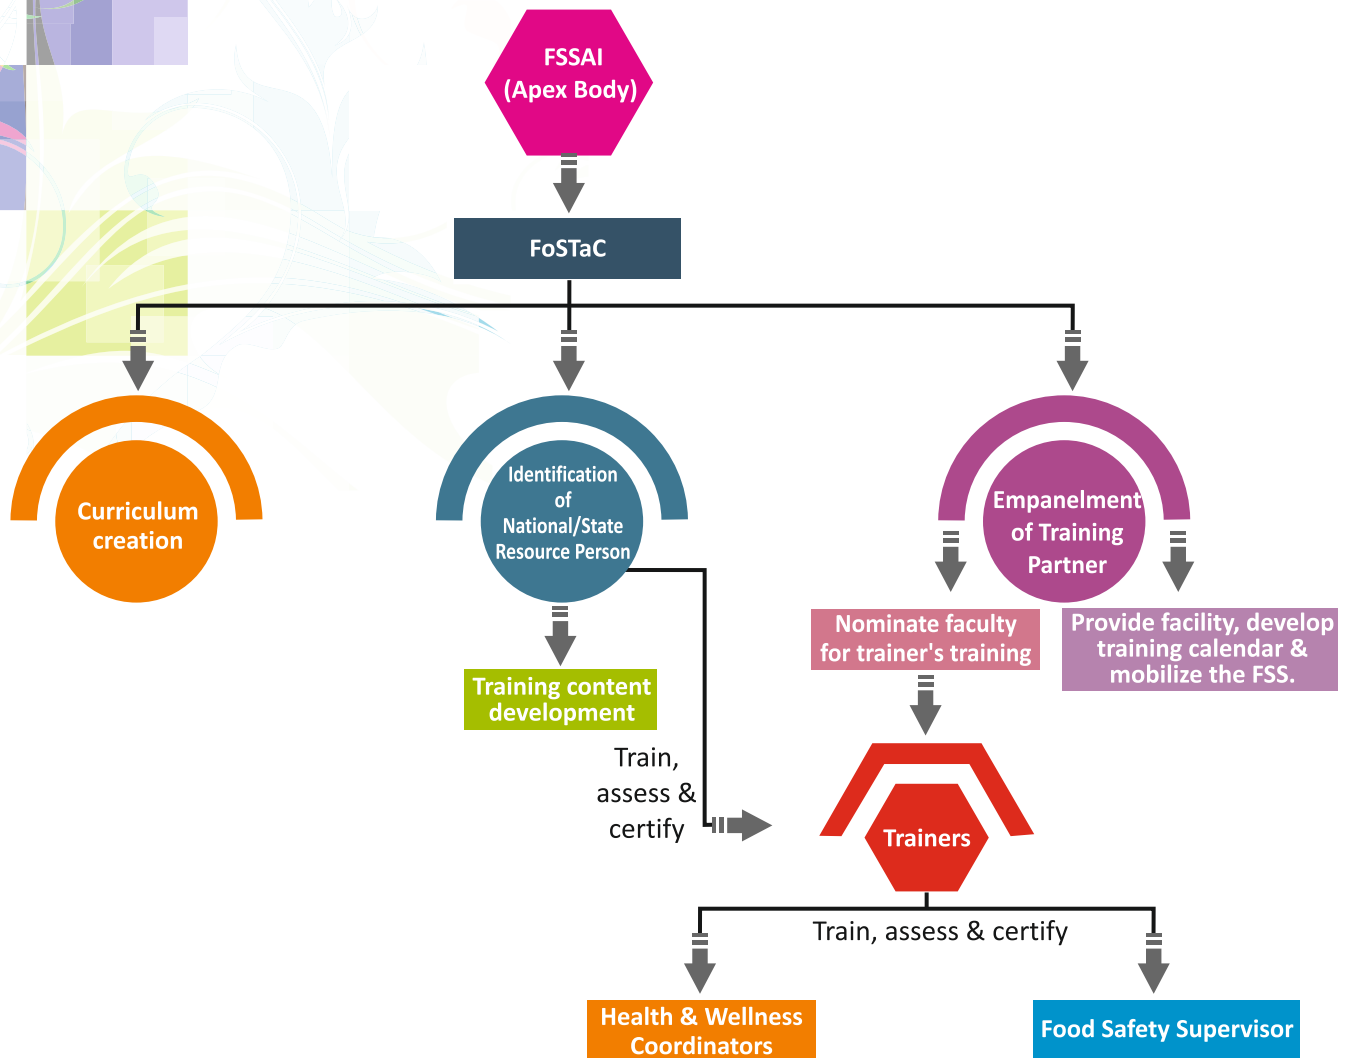 FSSAI
(Apex Body)
FoSTaC
Curriculum
creation
Identification
of
National/State
Resource Person
Empanelment
of Training
Partner
Nominate faculty
for trainer's training
Provide facility, develop
training calendar &
mobilize the FSS.
Training content
development
Train,
assess &
certify
Trainers
Train, assess & certify
Health & Wellness
Coordinators
Food Safety Supervisor